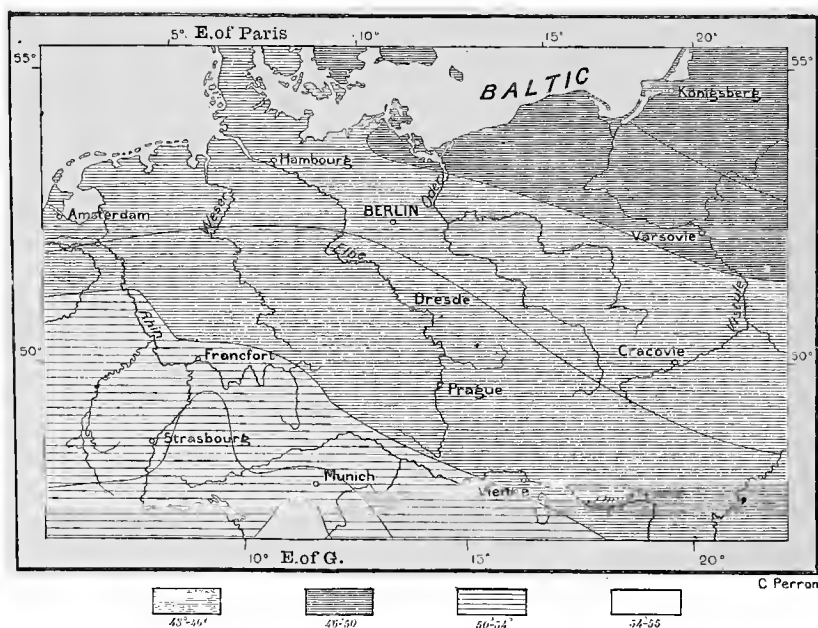 5° E. of Paris 10° 15° 20°
55° 55°
BALTIC
Königsberg
Hambourg
Oder
Weser
Amsterdam
BERLIN
Varsovie
Elbe
Dresde
Vistule
Rhin
50° 50°
Francfort
Cracovie
Prague
Strasbourg
Munich
Vienne
10° E. of G. 15° 20°
C Perron
46°-50° 50°-54° 54-55